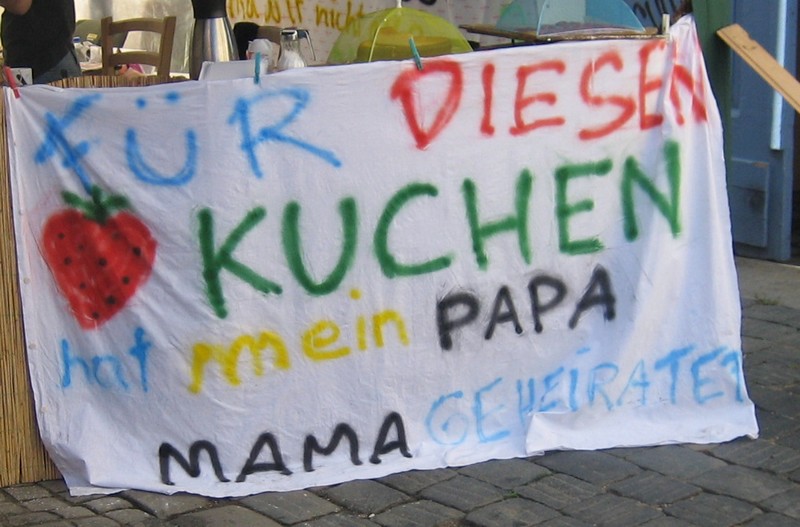 FÜR DIESEN
KUCHEN
hat mein PAPA
MAMA GEHEIRATET